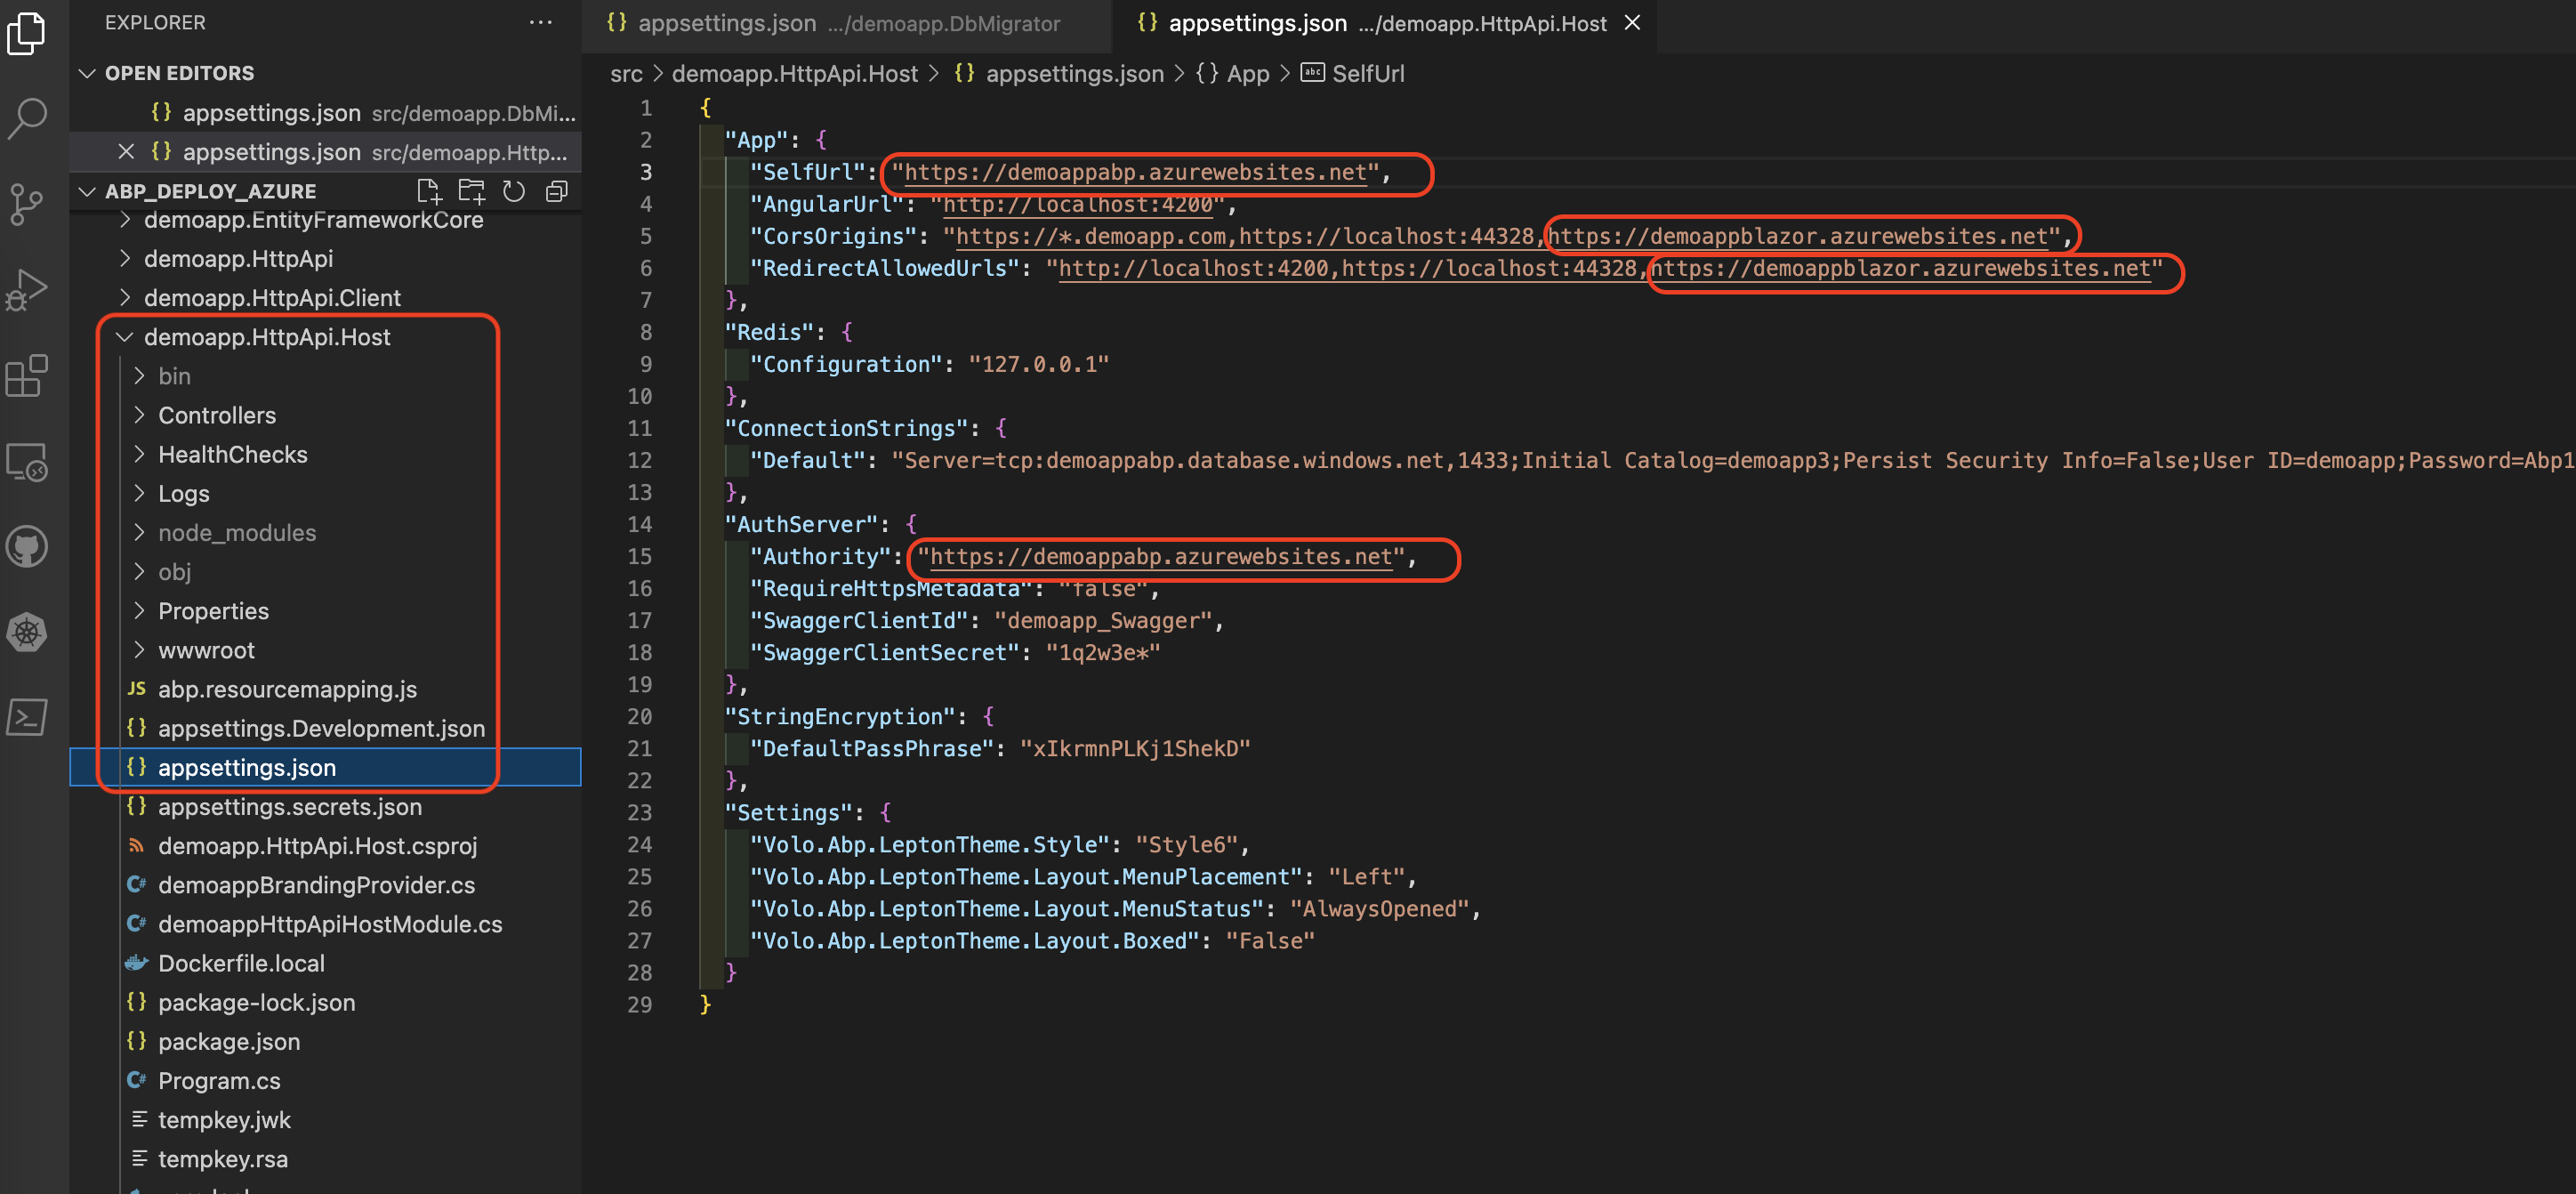 EXPLORER
OPEN EDITORS
appsettings.json src/demoapp.DbMi...
appsettings.json src/demoapp.Http...
ABP_DEPLOY_AZURE
demoapp.EntityFrameworkCore
demoapp.HttpApi
demoapp.HttpApi.Client
demoapp.HttpApi.Host
bin
Controllers
HealthChecks
Logs
node_modules
obj
Properties
wwwroot
JS abp.resourcemapping.js
{} appsettings.Development.json
{} appsettings.json
{} appsettings.secrets.json
demoapp.HttpApi.Host.csproj
C# demoappBrandingProvider.cs
C# demoappHttpApiHostModule.cs
Dockerfile.local
{} package-lock.json
{} package.json
C# Program.cs
tempkey.jwk
tempkey.rsa
{} appsettings.json .../demoapp.DbMigrator
{} appsettings.json .../demoapp.HttpApi.Host
src > demoapp.HttpApi.Host > {} appsettings.json > {} App > abc SelfUrl
1 {
2 "App": {
3 "SelfUrl": "https://demoappabp.azurewebsites.net",
4 "AngularUrl": "http://localhost:4200",
5 "CorsOrigins": "https://*.demoapp.com,https://localhost:44328,https://demoappblazor.azurewebsites.net",
6 "RedirectAllowedUrls": "http://localhost:4200,https://localhost:44328,https://demoappblazor.azurewebsites.net"
7 },
8 "Redis": {
9 "Configuration": "127.0.0.1"
10 },
11 "ConnectionStrings": {
12 "Default": "Server=tcp:demoappabp.database.windows.net,1433;Initial Catalog=demoapp3;Persist Security Info=False;User ID=demoapp;Password=Abp1
13 },
14 "AuthServer": {
15 "Authority": "https://demoappabp.azurewebsites.net",
16 "RequireHttpsMetadata": "false",
17 "SwaggerClientId": "demoapp_Swagger",
18 "SwaggerClientSecret": "1q2w3e*"
19 },
20 "StringEncryption": {
21 "DefaultPassPhrase": "xIkrmnPLKj1ShekD"
22 },
23 "Settings": {
24 "Volo.Abp.LeptonTheme.Style": "Style6",
25 "Volo.Abp.LeptonTheme.Layout.MenuPlacement": "Left",
26 "Volo.Abp.LeptonTheme.Layout.MenuStatus": "AlwaysOpened",
27 "Volo.Abp.LeptonTheme.Layout.Boxed": "False"
28 }
29 }